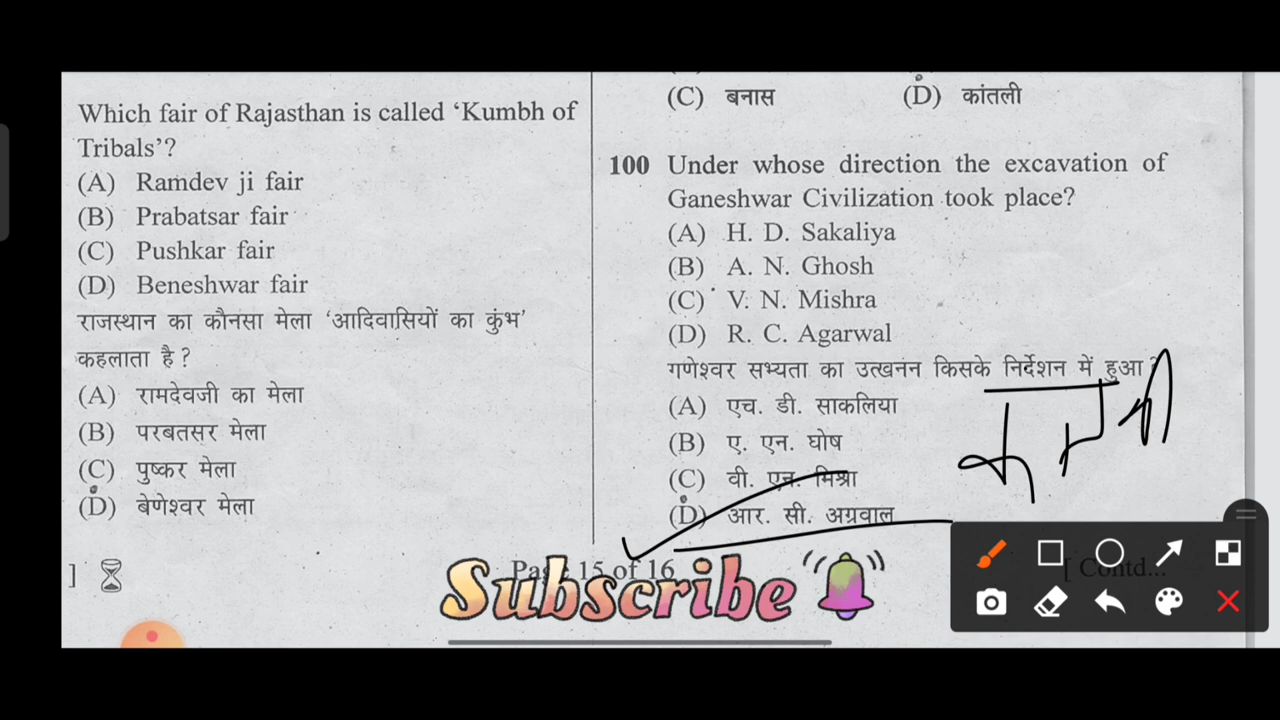 Which fair of Rajasthan is called ‘Kumbh of
Tribals’?
(A) Ramdev ji fair
(B) Prabatsar fair
(C) Pushkar fair
(D) Beneshwar fair
राजस्थान का कौनसा मेला ‘आदिवासियों का कुंभ’
कहलाता है ?
(A) रामदेवजी का मेला
(B) परबतसर मेला
(C) पुष्कर मेला
(D) बेणेश्वर मेला
]
(C) बनास (D) कांतली
100 Under whose direction the excavation of
Ganeshwar Civilization took place?
(A) H. D. Sakaliya
(B) A. N. Ghosh
(C) V. N. Mishra
(D) R. C. Agarwal
गणेश्वर सभ्यता का उत्खनन किसके निर्देशन में हुआ ?
(A) एच. डी. साकलिया
(B) ए. एन. घोष
(C) वी. एन. मिश्रा
(D) आर. सी. अग्रवाल
Page 15 of 16
[ Contd...
Subscribe